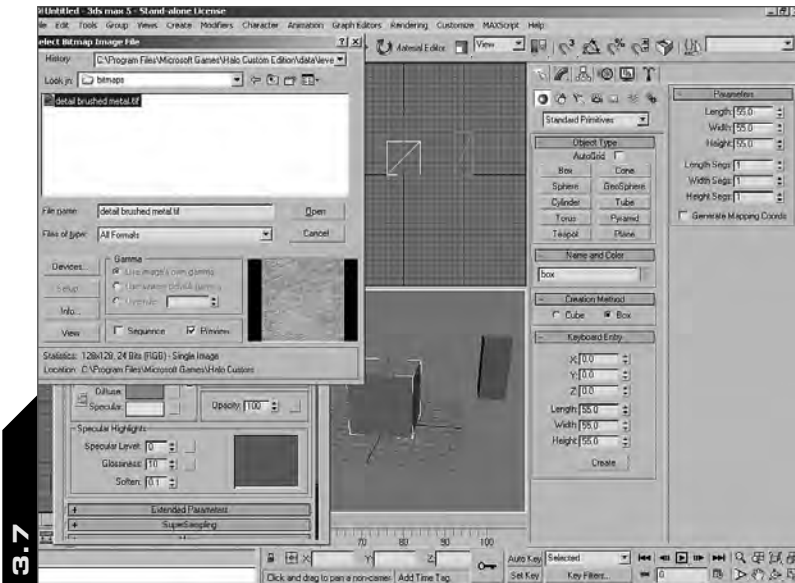 Untitled - 3ds max 5 - Stand-alone License
Edit Tools Group Views Create Modifiers Character Animation Graph Editors Rendering Customize MAXScript Help
Select Bitmap Image File
History: C:\Program Files\Microsoft Games\Halo Custom Edition\data\leve
Look in: bitmaps
detail brushed metal.tif
File name: detail brushed metal.tif Open
Files of type: All Formats Cancel
Devices...
Setup...
Info...
View
Gamma
Use image's own gamma
Use system default gamma
Override
Sequence Preview
Statistics: 128x128, 24 Bits (RGB) - Single Image
Location: C:\Program Files\Microsoft Games\Halo Custom
Diffuse:
Specular:
Opacity: 100
Specular Highlights
Specular Level: 0
Glossiness: 10
Soften: 0.1
Extended Parameters
SuperSampling
Material Editor View
Standard Primitives
Object Type
AutoGrid
Box Cone
Sphere GeoSphere
Cylinder Tube
Torus Pyramid
Teapot Plane
Name and Color
box
Creation Method
Cube Box
Keyboard Entry
X: 0.0
Y: 0.0
Z: 0.0
Length: 55.0
Width: 55.0
Height: 55.0
Create
Parameters
Length: 55.0
Width: 55.0
Height: 55.0
Length Segs: 1
Width Segs: 1
Height Segs: 1
Generate Mapping Coords.
70 80 90 100
X: Y: Z:
Auto Key Selected
Click and drag to pan a non-camer Add Time Tag
Set Key Key Filters... 0
3.7